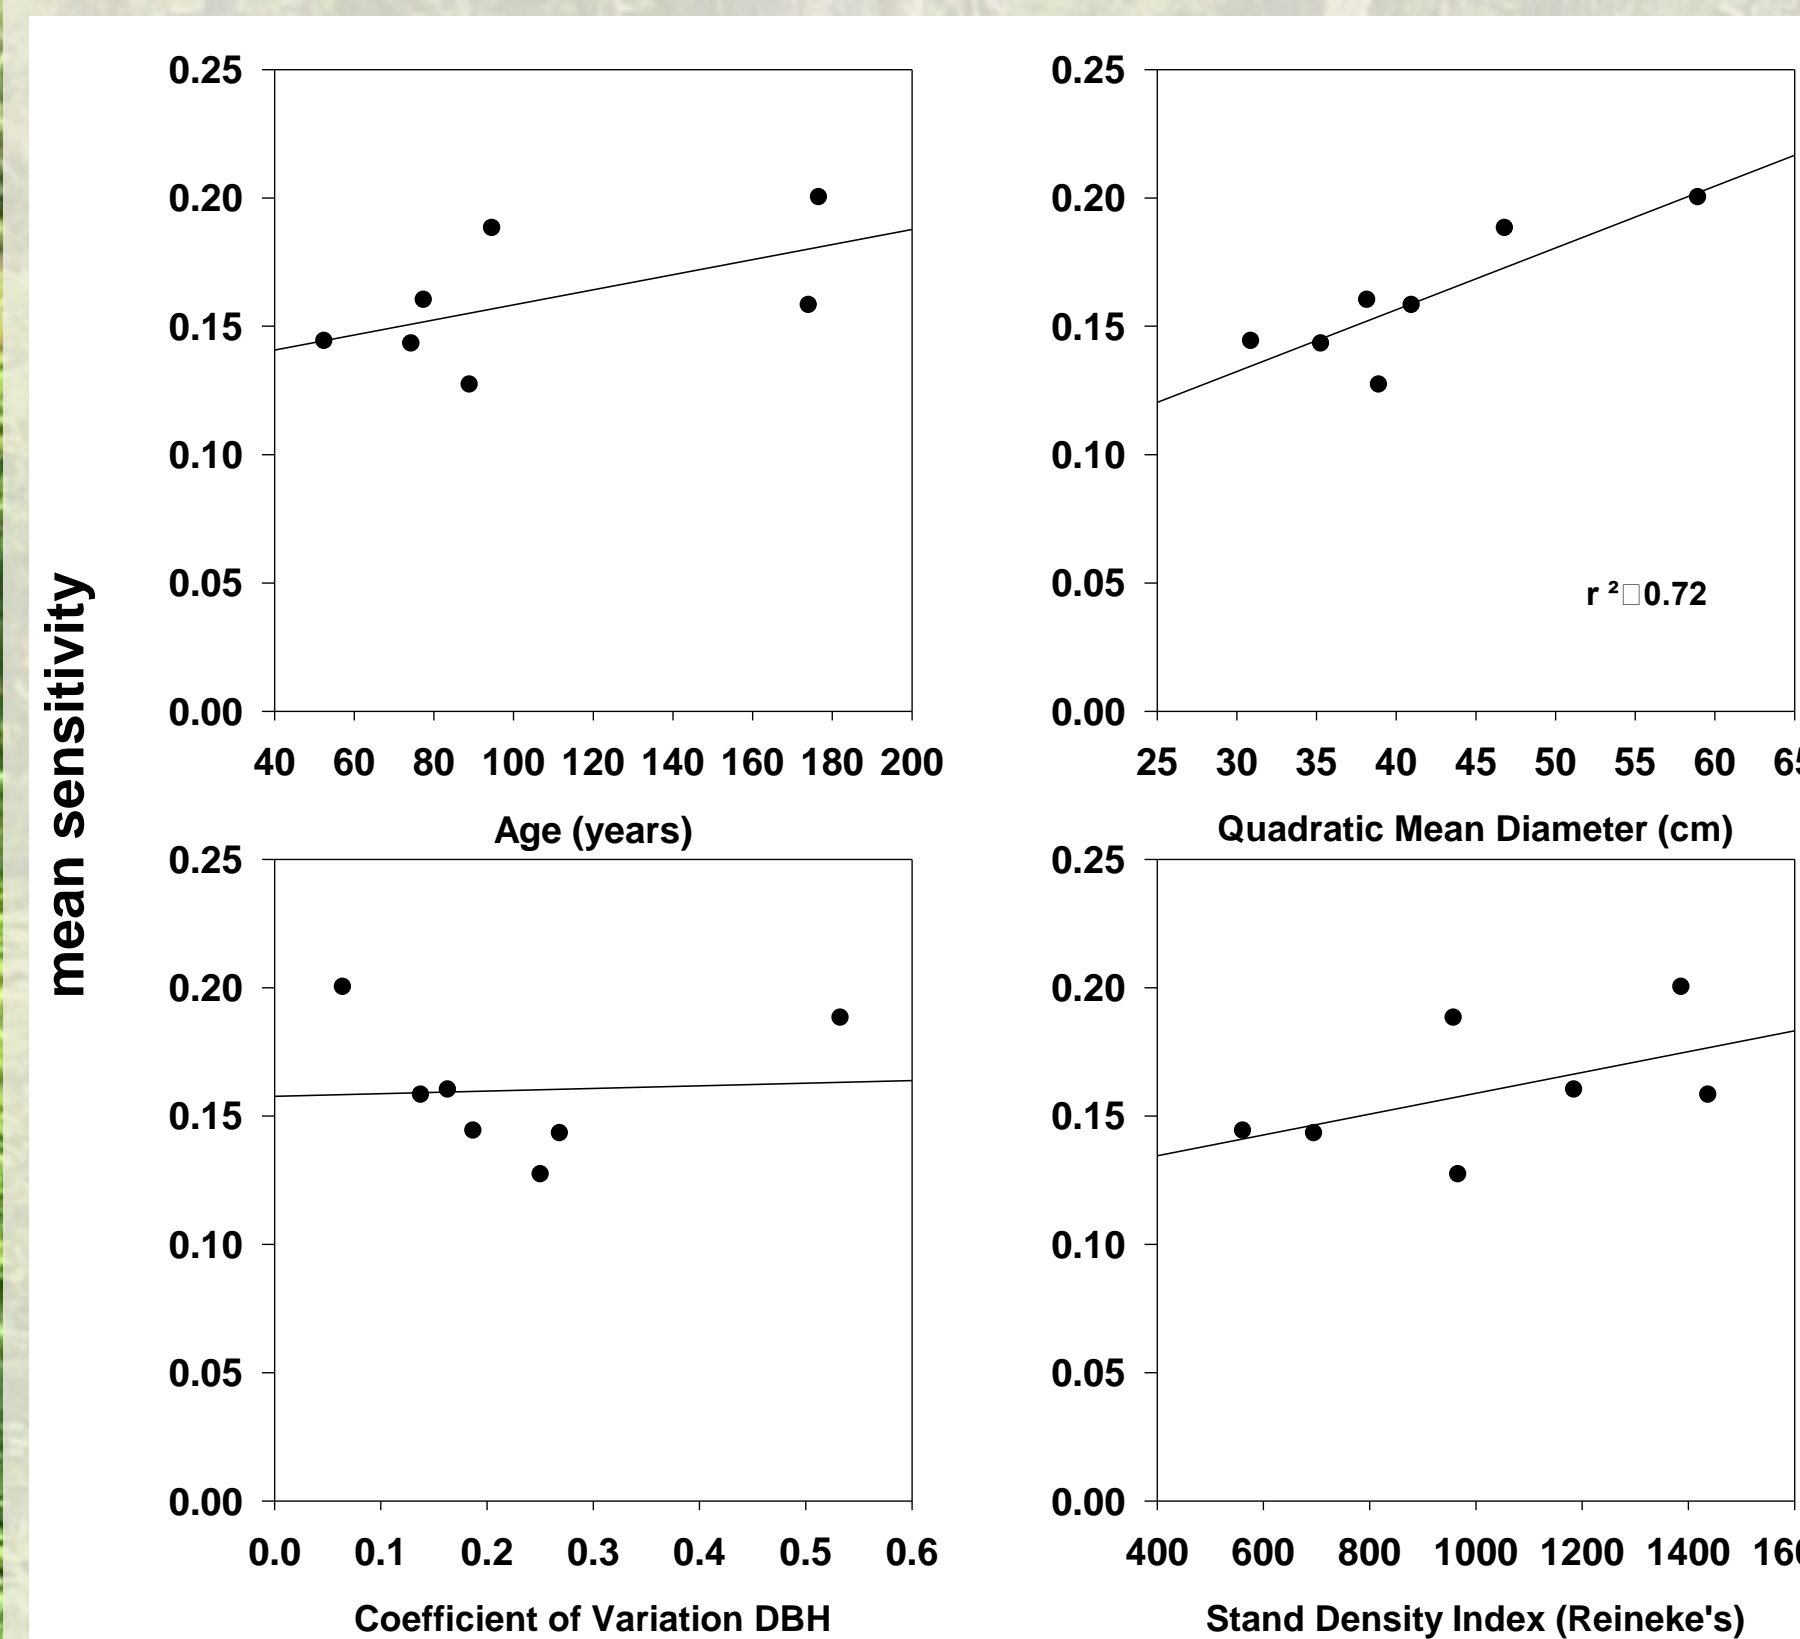 mean sensitivity
0.25
0.20
0.15
0.10
0.05
0.00
40 60 80 100 120 140 160 180 200
Age (years)
0.25
0.20
0.15
0.10
0.05
0.00
r ²□0.72
25 30 35 40 45 50 55 60 65
Quadratic Mean Diameter (cm)
0.25
0.20
0.15
0.10
0.05
0.00
0.0 0.1 0.2 0.3 0.4 0.5 0.6
Coefficient of Variation DBH
0.25
0.20
0.15
0.10
0.05
0.00
400 600 800 1000 1200 1400 160
Stand Density Index (Reineke's)